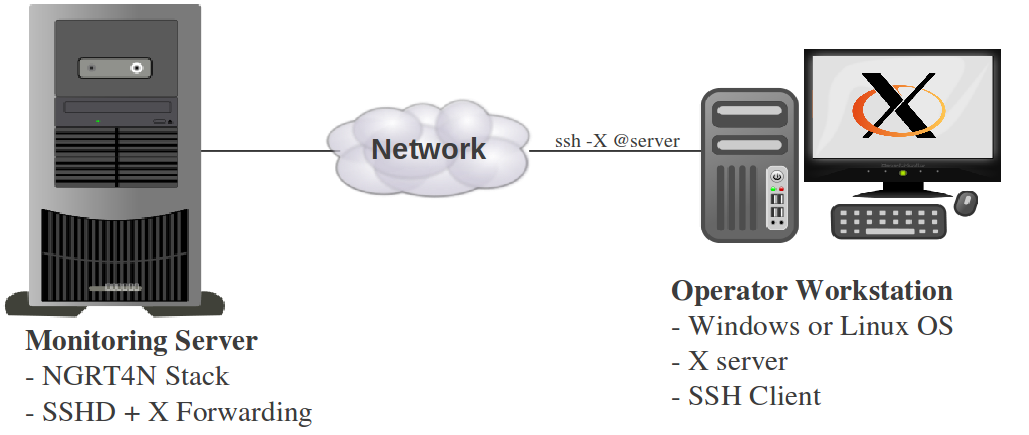 Network
ssh -X @server
Monitoring Server
- NGRT4N Stack
- SSHD + X Forwarding
Operator Workstation
- Windows or Linux OS
- X server
- SSH Client